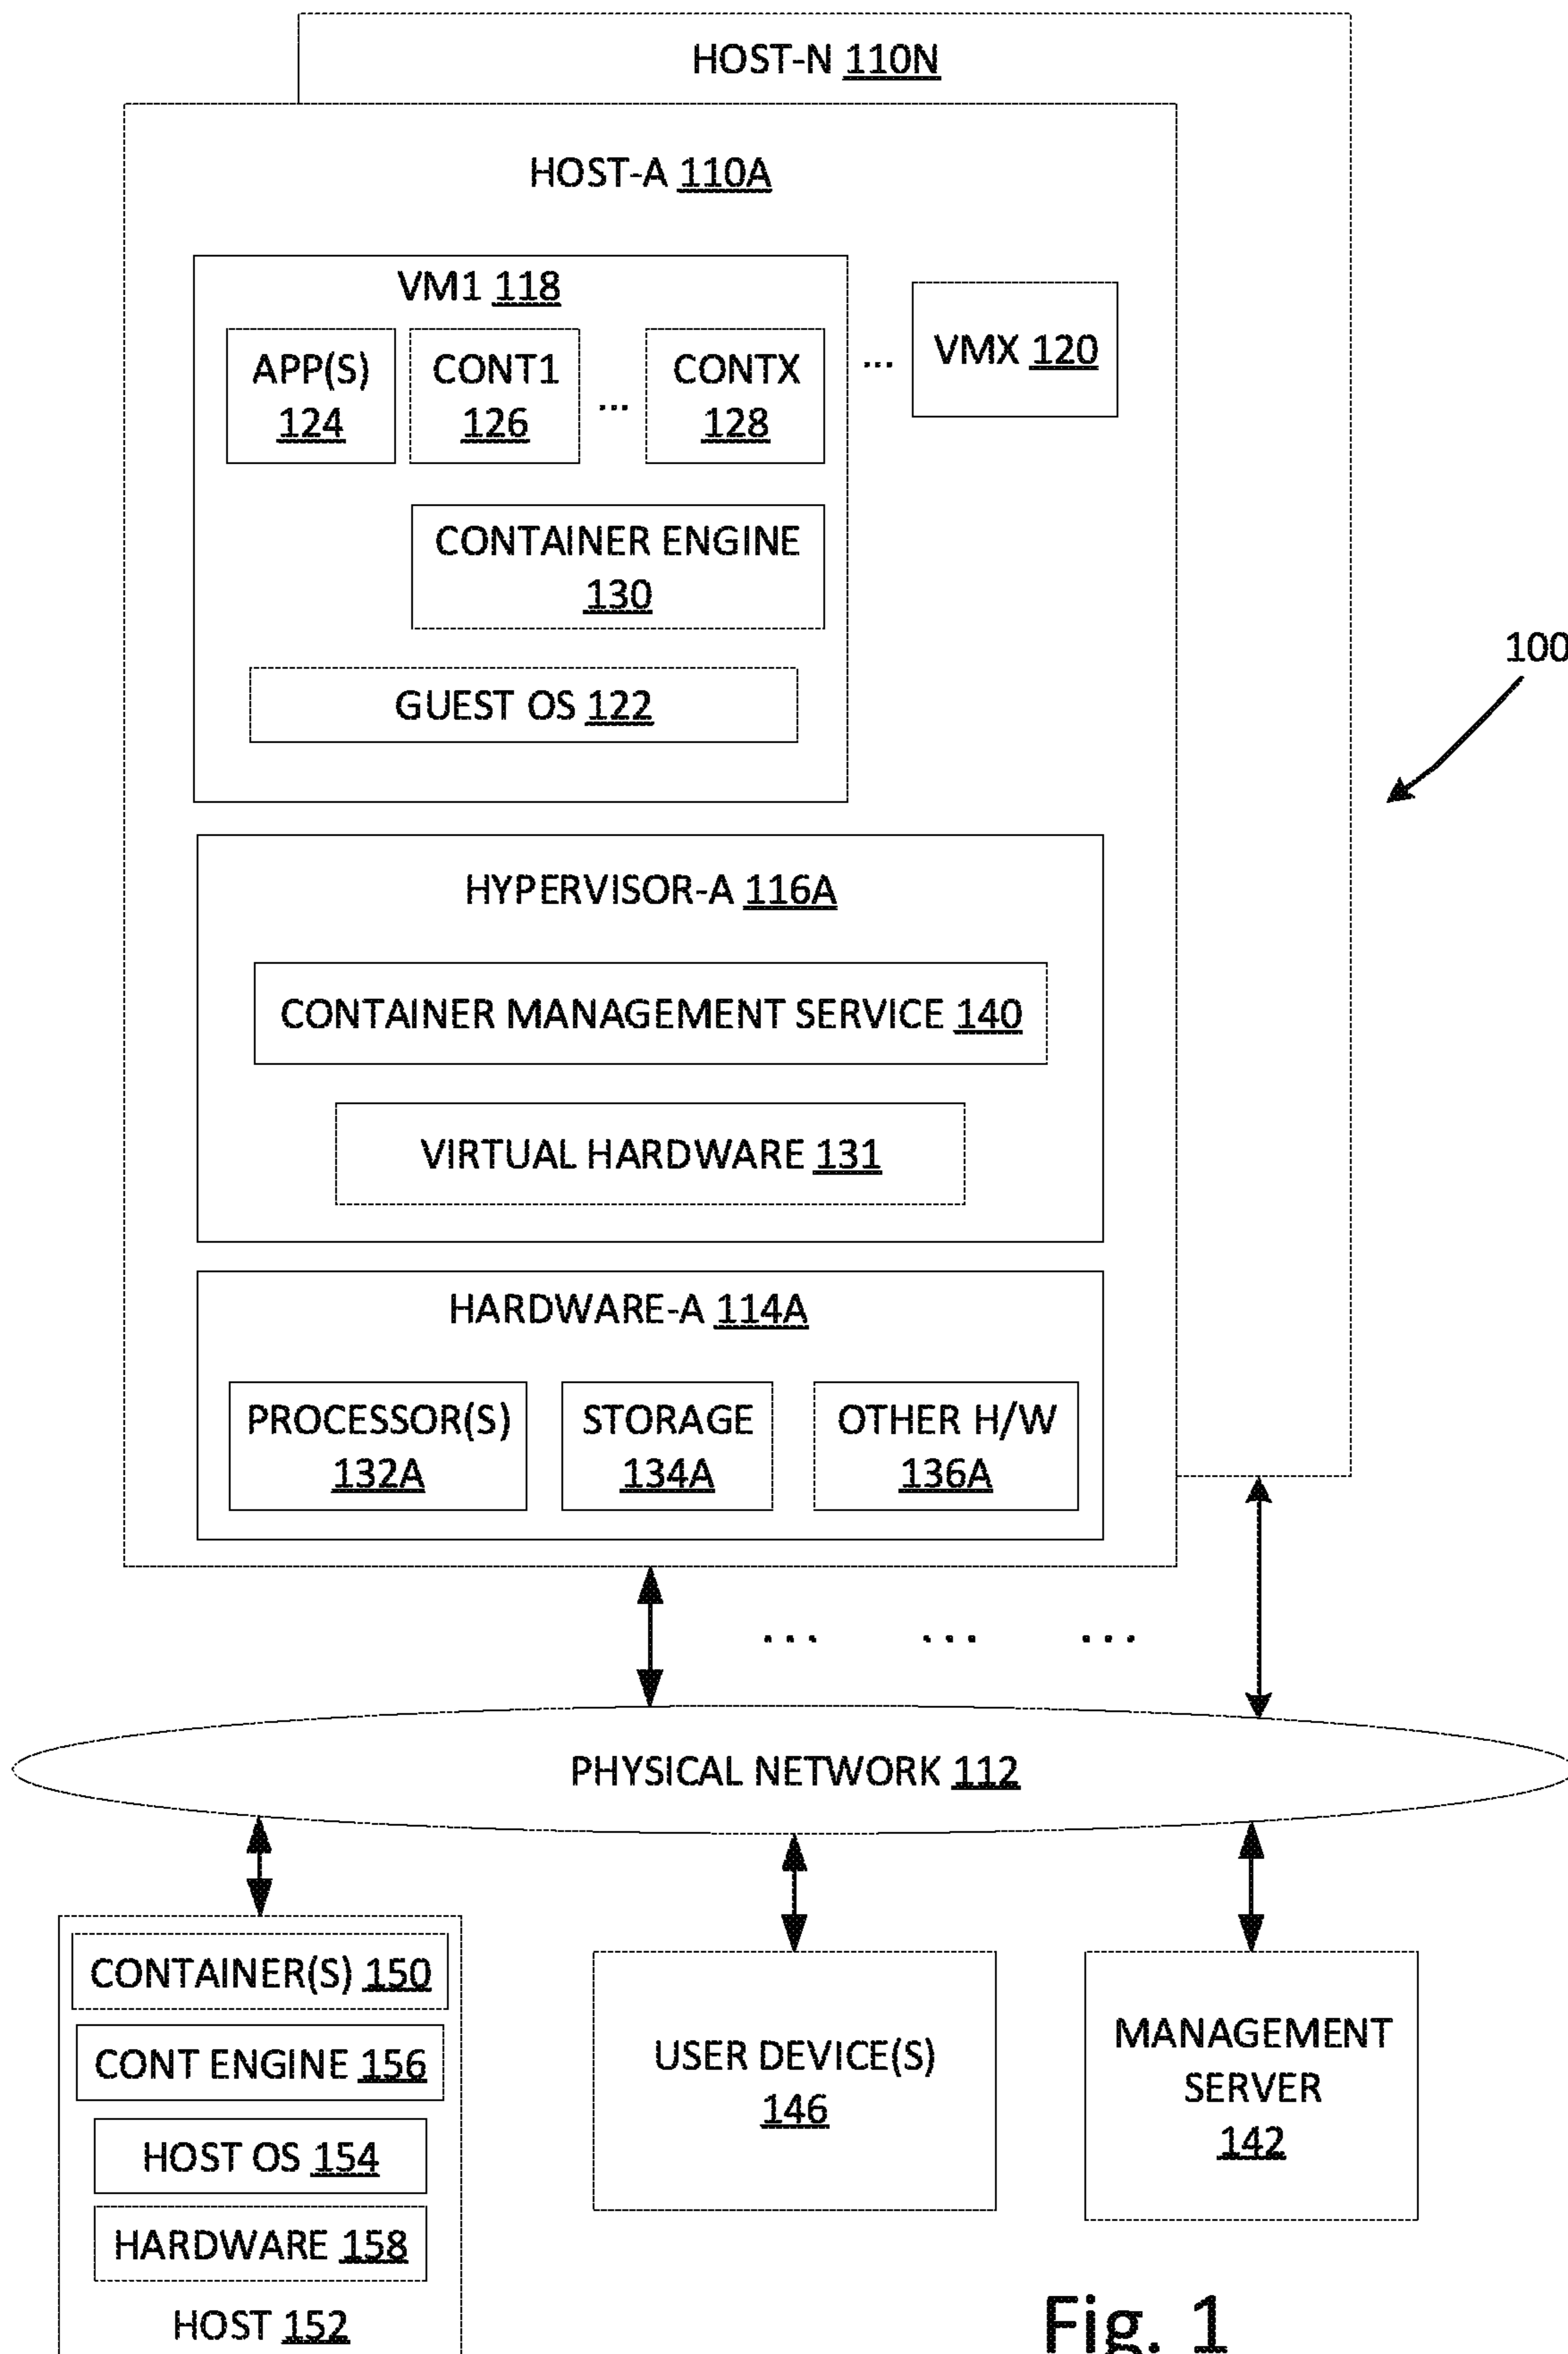 HOST-N 110N
HOST-A 110A
VM1 118
APP(S)
124
CONT1
126
...
CONTX
128
...
VMX 120
CONTAINER ENGINE
130
GUEST OS 122
100
HYPERVISOR-A 116A
CONTAINER MANAGEMENT SERVICE 140
VIRTUAL HARDWARE 131
HARDWARE-A 114A
PROCESSOR(S)
132A
STORAGE
134A
OTHER H/W
136A
... ... ...
PHYSICAL NETWORK 112
CONTAINER(S) 150
CONT ENGINE 156
HOST OS 154
HARDWARE 158
HOST 152
USER DEVICE(S)
146
MANAGEMENT
SERVER
142
Fig. 1